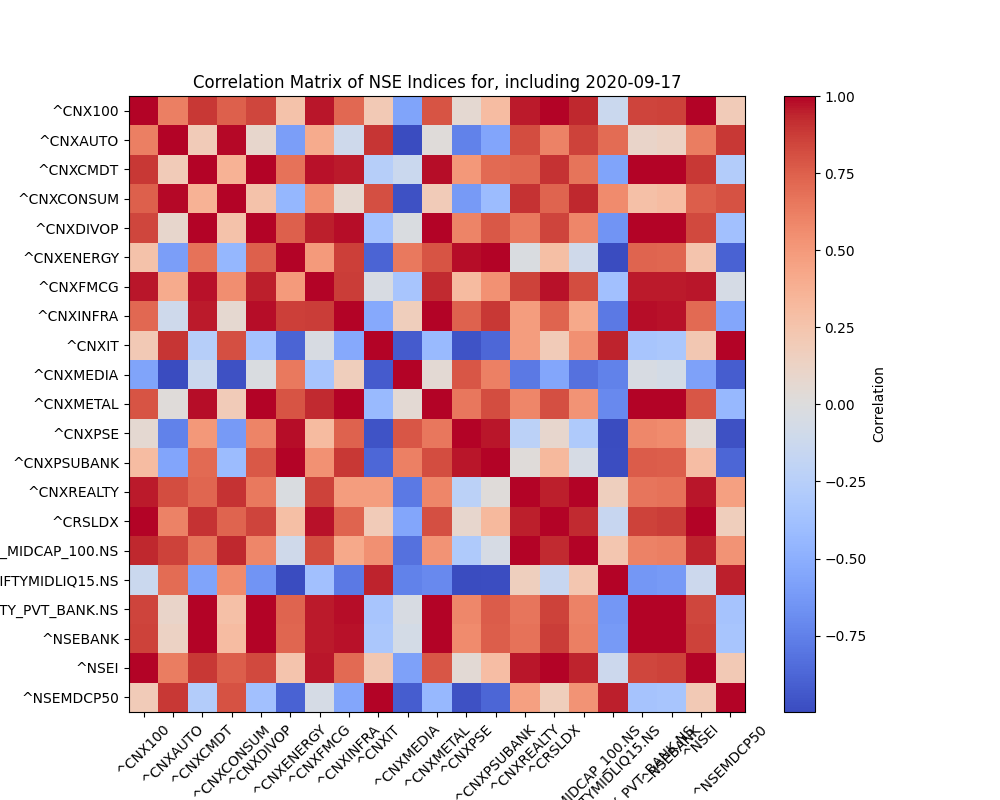 Correlation Matrix of NSE Indices for, including 2020-09-17
^CNX100
^CNXAUTO
^CNXCMDT
^CNXCONSUM
^CNXDIVOP
^CNXENERGY
^CNXFMCG
^CNXINFRA
^CNXIT
^CNXMEDIA
^CNXMETAL
^CNXPSE
^CNXPSUBANK
^CNXREALTY
^CRSLDX
_MIDCAP_100.NS
IFTYMIDLIQ15.NS
TY_PVT_BANK.NS
^NSEBANK
^NSEI
^NSEMDCP50
^CNX100
^CNXAUTO
^CNXCMDT
^CNXCONSUM
^CNXDIVOP
^CNXENERGY
^CNXFMCG
^CNXINFRA
^CNXIT
^CNXMEDIA
^CNXMETAL
^CNXPSE
^CNXPSUBANK
^CNXREALTY
^CRSLDX
MIDCAP_100.NS
TYMIDLIQ15.NS
PVT_BANK.NS
^NSEBANK
^NSEI
^NSEMDCP50
1.00
0.75
0.50
0.25
0.00
−0.25
−0.50
−0.75
Correlation